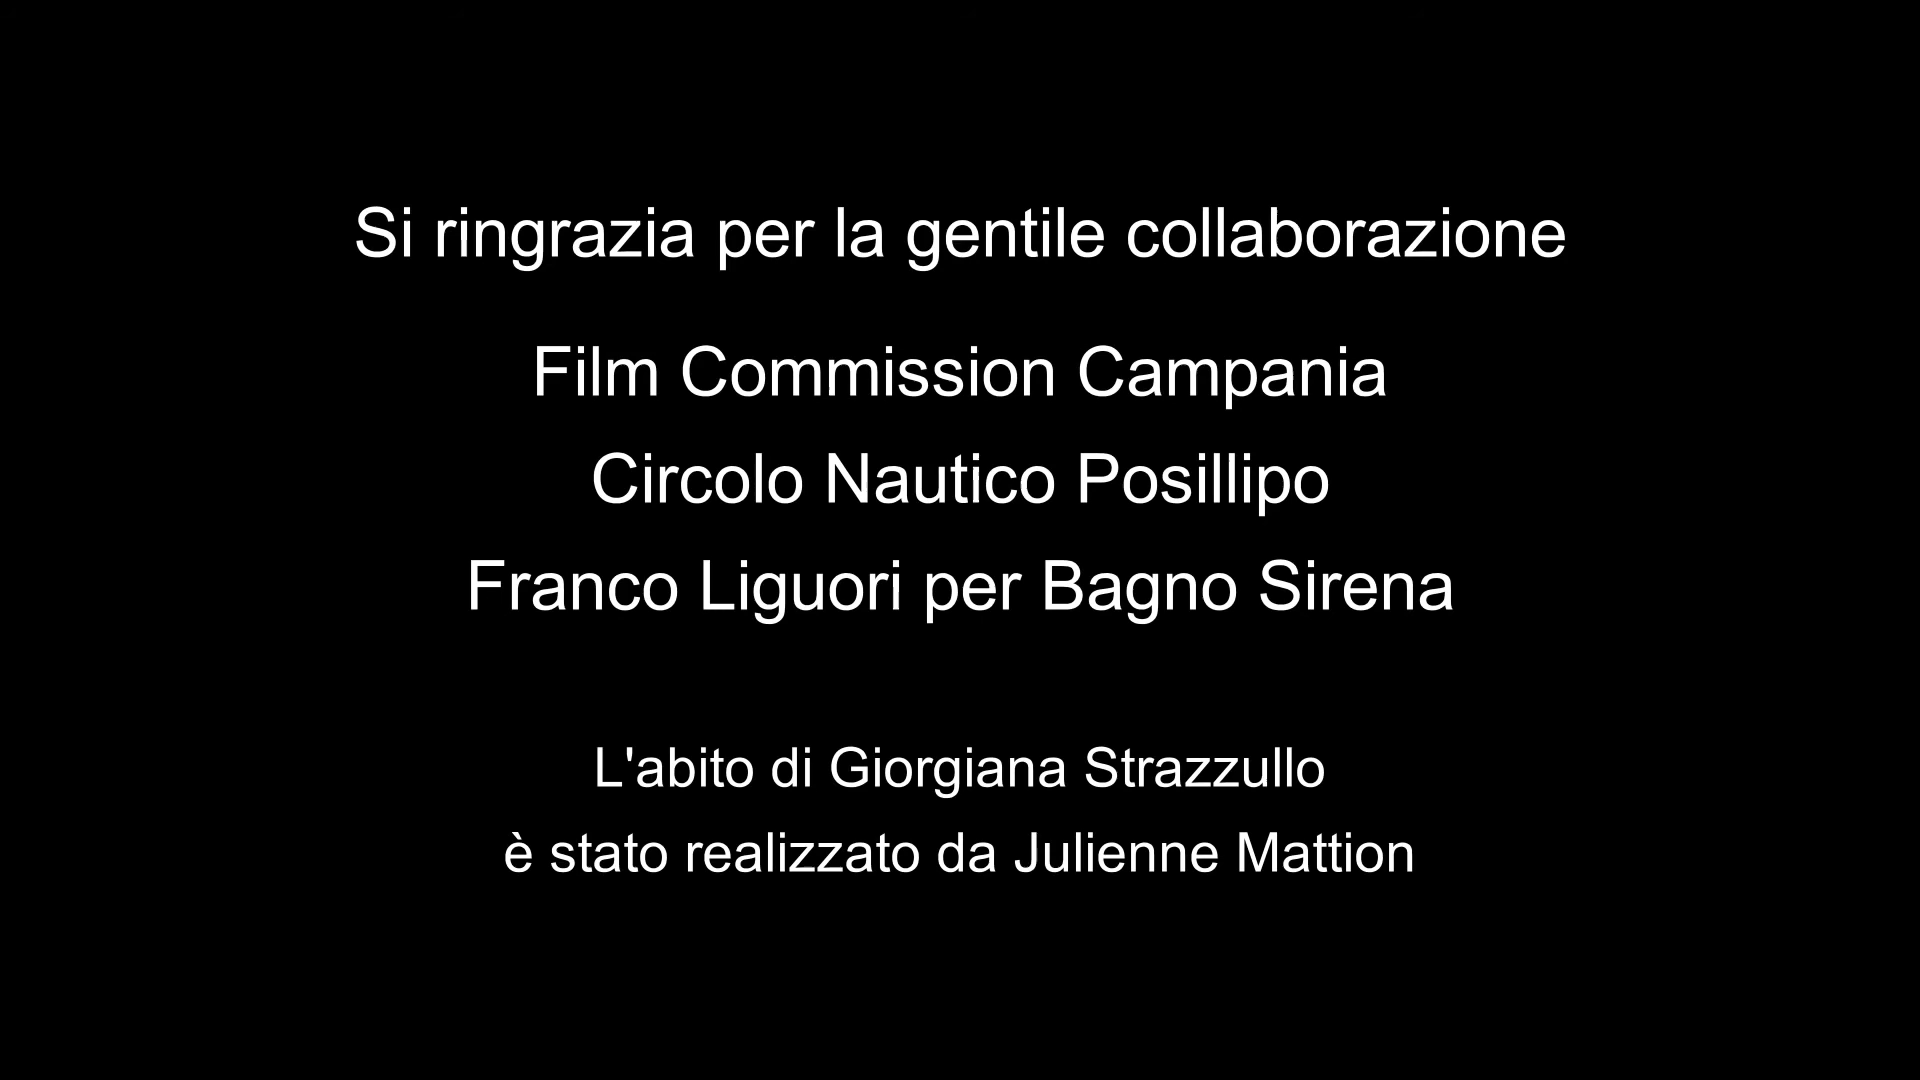 Si ringrazia per la gentile collaborazione
Film Commission Campania
Circolo Nautico Posillipo
Franco Liguori per Bagno Sirena
L'abito di Giorgiana Strazzullo
è stato realizzato da Julienne Mattion